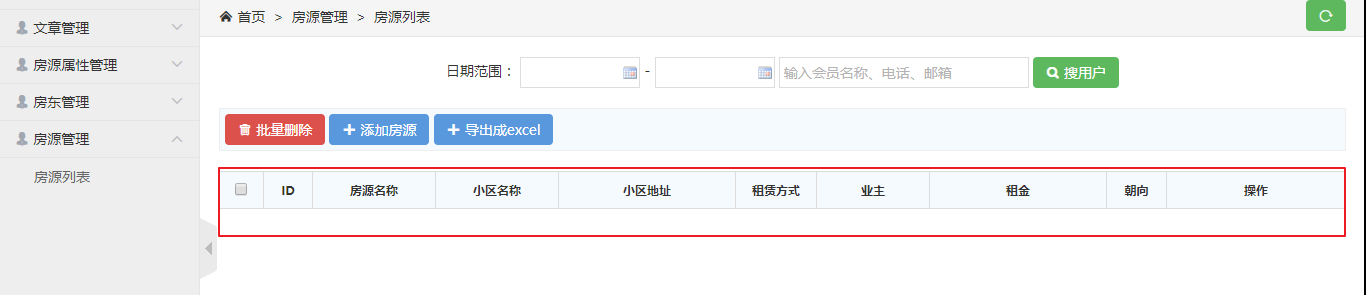 首页 > 房源管理 > 房源列表
文章管理
房源属性管理
房东管理
房源管理
房源列表
日期范围： - 输入会员名称、电话、邮箱 搜用户
批量删除 添加房源 导出成excel
ID 房源名称 小区名称 小区地址 租赁方式 业主 租金 朝向 操作